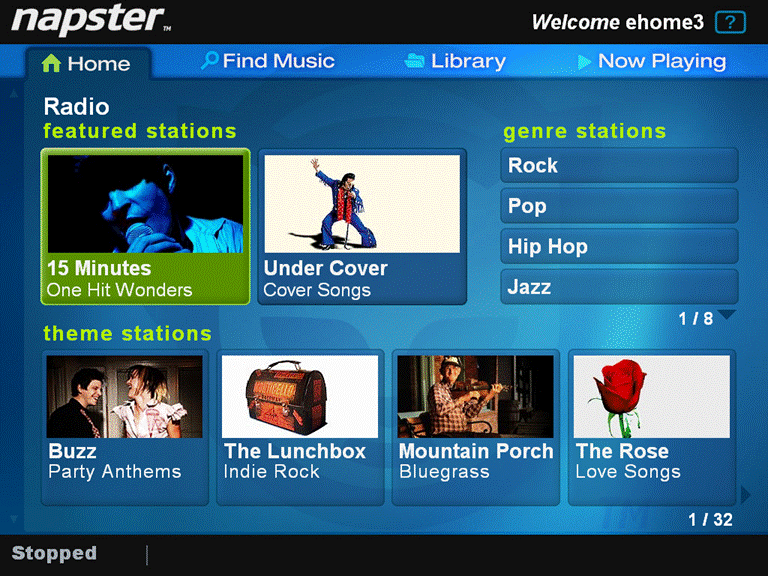 napster™
Welcome ehome3 ?
Home Find Music Library Now Playing
Radio
featured stations
15 Minutes
One Hit Wonders
Under Cover
Cover Songs
genre stations
Rock
Pop
Hip Hop
Jazz
1 / 8
theme stations
Buzz
Party Anthems
The Lunchbox
Indie Rock
Mountain Porch
Bluegrass
The Rose
Love Songs
1 / 32
Stopped